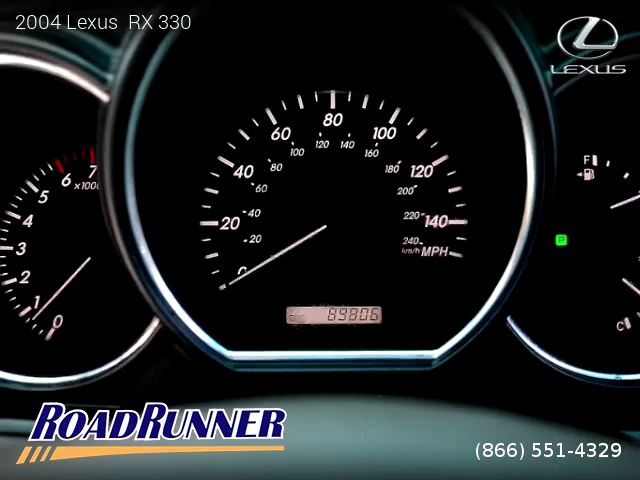 2004 Lexus RX 330
LEXUS
80
60 100
100 120 140 160
40 80 180 120
60 200
20 40 220 140
20 240
km/h MPH
0
ODO 89806
7
6
x1000
5
4
3
2
1
0
F
P
C
ROADRUNNER
(866) 551-4329